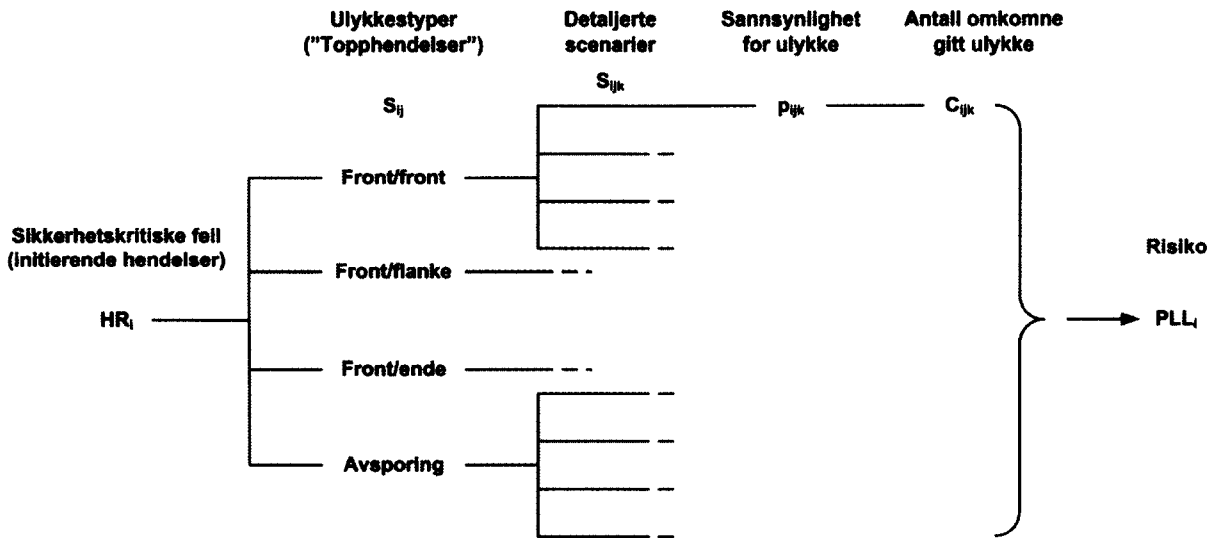 Ulykkestyper
("Topphendelser")
Detaljerte
scenarier
Sannsynlighet
for ulykke
Antall omkomne
gitt ulykke
Sij
Sijk
pijk
Cijk
Front/front
Sikkerhetskritiske feil
(initierende hendelser)
Front/flanke
Risiko
HRi
PLLi
Front/ende
Avsporing